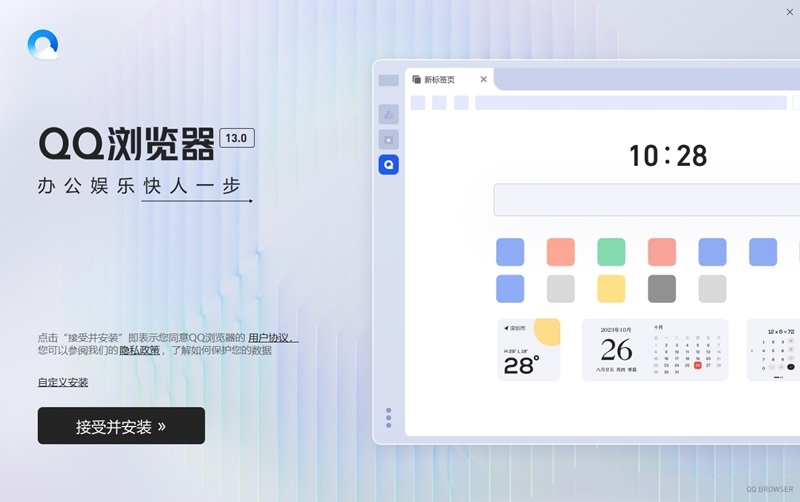 QQ浏览器 13.0
办公娱乐快人一步
点击“接受并安装”即表示您同意QQ浏览器的 用户协议，
您可以参阅我们的 隐私政策，了解如何保护您的数据
自定义安装
接受并安装 »
新标签页
10:28
深圳市
H 29° L 19°
28°
2023年10月
26
十月
12 x 6 = 72
QQ BROWSER